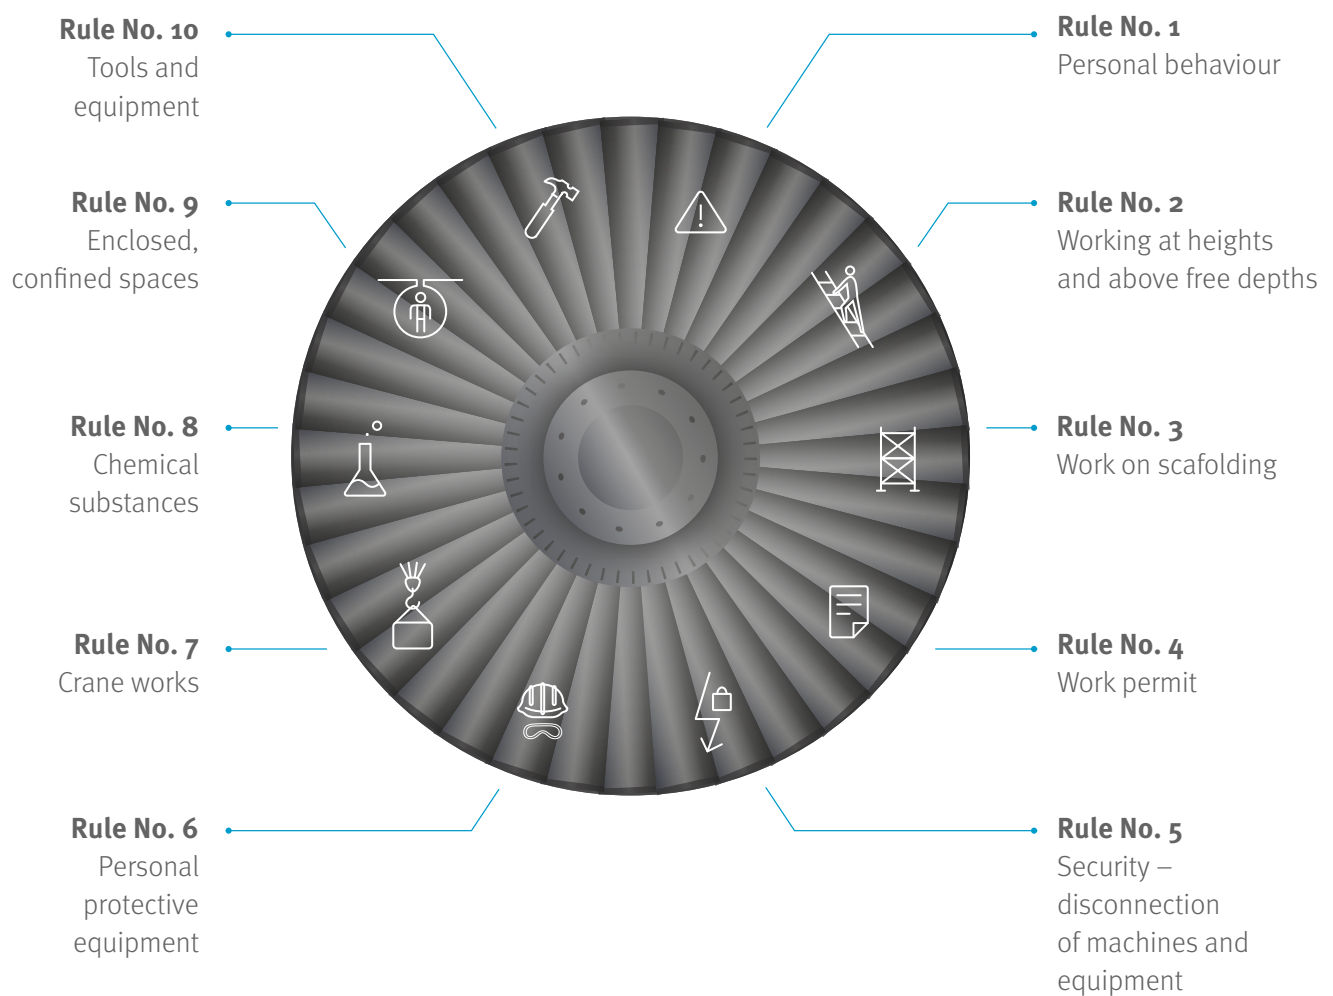 Rule No. 1
Personal behaviour
Rule No. 2
Working at heights
and above free depths
Rule No. 3
Work on scafolding
Rule No. 4
Work permit
Rule No. 5
Security –
disconnection
of machines and
equipment
Rule No. 6
Personal
protective
equipment
Rule No. 7
Crane works
Rule No. 8
Chemical
substances
Rule No. 9
Enclosed,
confined spaces
Rule No. 10
Tools and
equipment